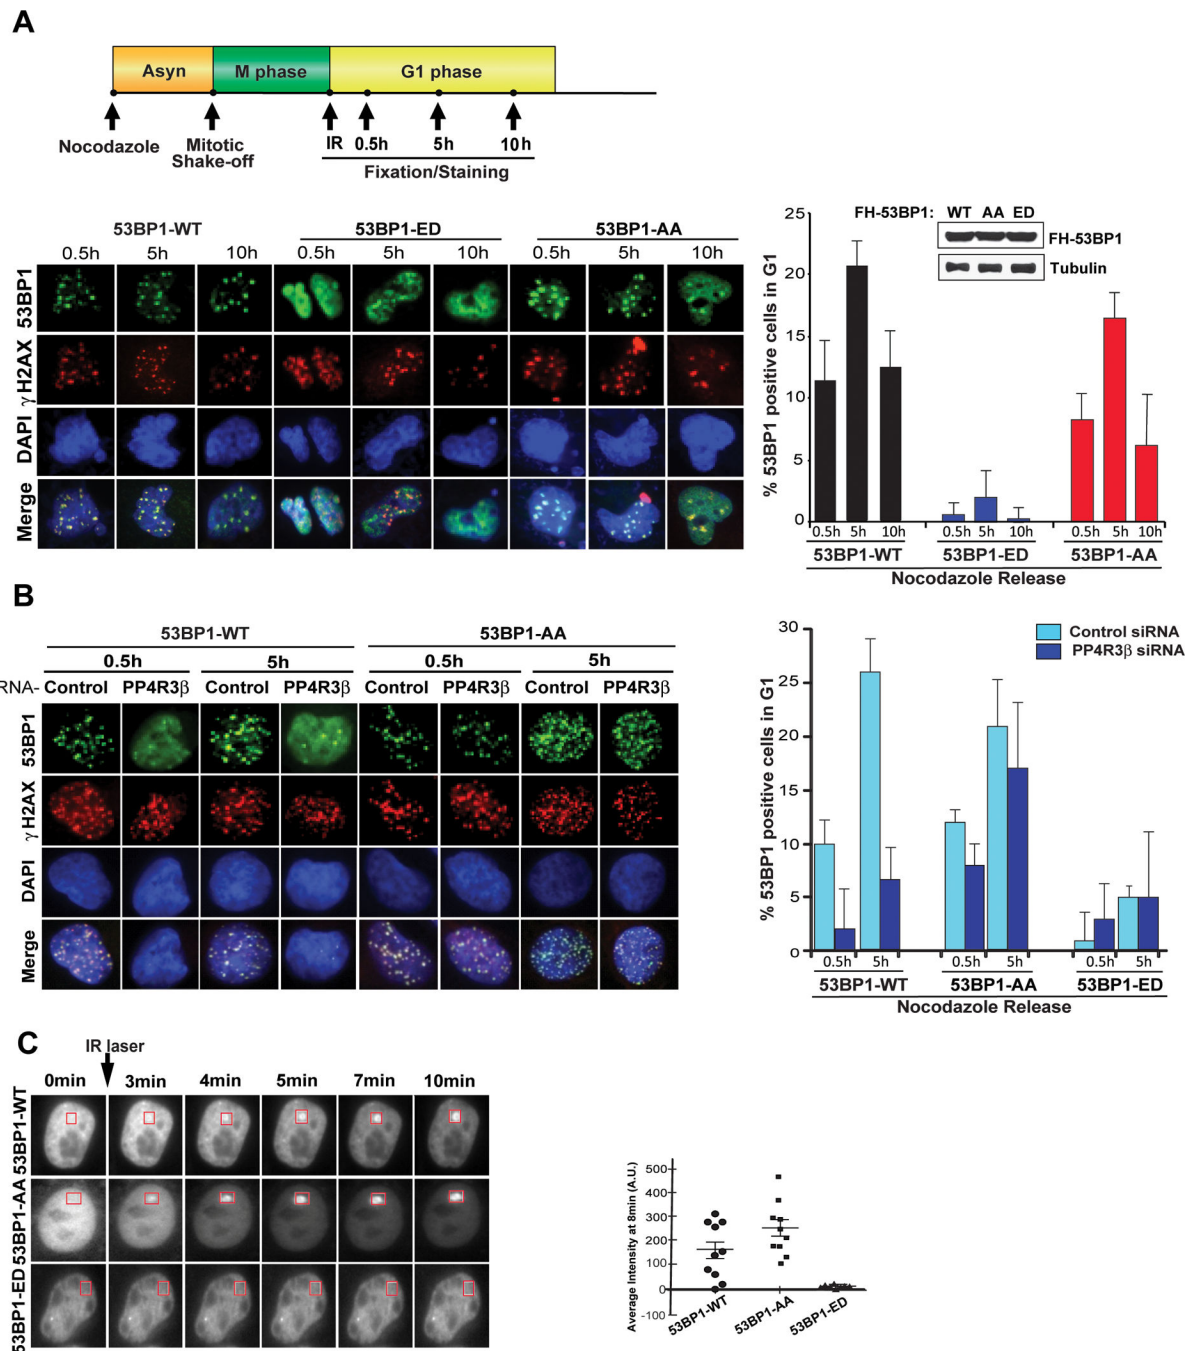 A
Asyn M phase G1 phase
Nocodazole Mitotic Shake-off IR 0.5h 5h 10h
Fixation/Staining
53BP1-WT 53BP1-ED 53BP1-AA
0.5h 5h 10h 0.5h 5h 10h 0.5h 5h 10h
53BP1
γH2AX
DAPI
Merge
% 53BP1 positive cells in G1
25
20
15
10
5
0
FH-53BP1: WT AA ED
FH-53BP1
Tubulin
0.5h 5h 10h 0.5h 5h 10h 0.5h 5h 10h
53BP1-WT 53BP1-ED 53BP1-AA
Nocodazole Release
B
53BP1-WT 53BP1-AA
0.5h 5h 0.5h 5h
RNA- Control PP4R3β Control PP4R3β Control PP4R3β Control PP4R3β
53BP1
γH2AX
DAPI
Merge
% 53BP1 positive cells in G1
30
25
20
15
10
5
0
Control siRNA
PP4R3β siRNA
0.5h 5h 0.5h 5h 0.5h 5h
53BP1-WT 53BP1-AA 53BP1-ED
Nocodazole Release
C
IR laser
0min 3min 4min 5min 7min 10min
53BP1-WT
53BP1-AA
53BP1-ED
Average Intensity at 8min (A.U.)
500
400
300
200
100
0
-100
53BP1-WT 53BP1-AA 53BP1-ED